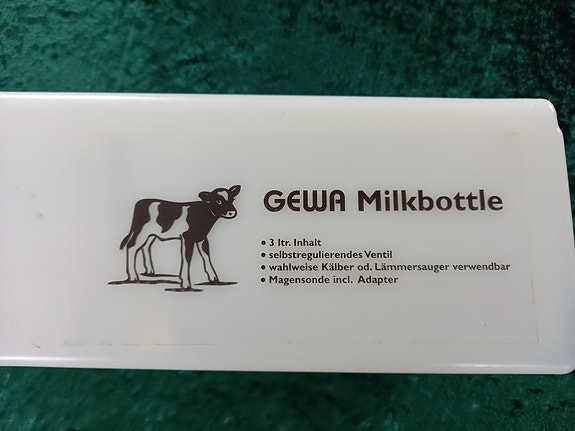 GEWA Milkbottle
• 3 ltr. Inhalt
• selbstregulierendes Ventil
• wahlweise Kälber od. Lämmersauger verwendbar
• Magensonde incl. Adapter